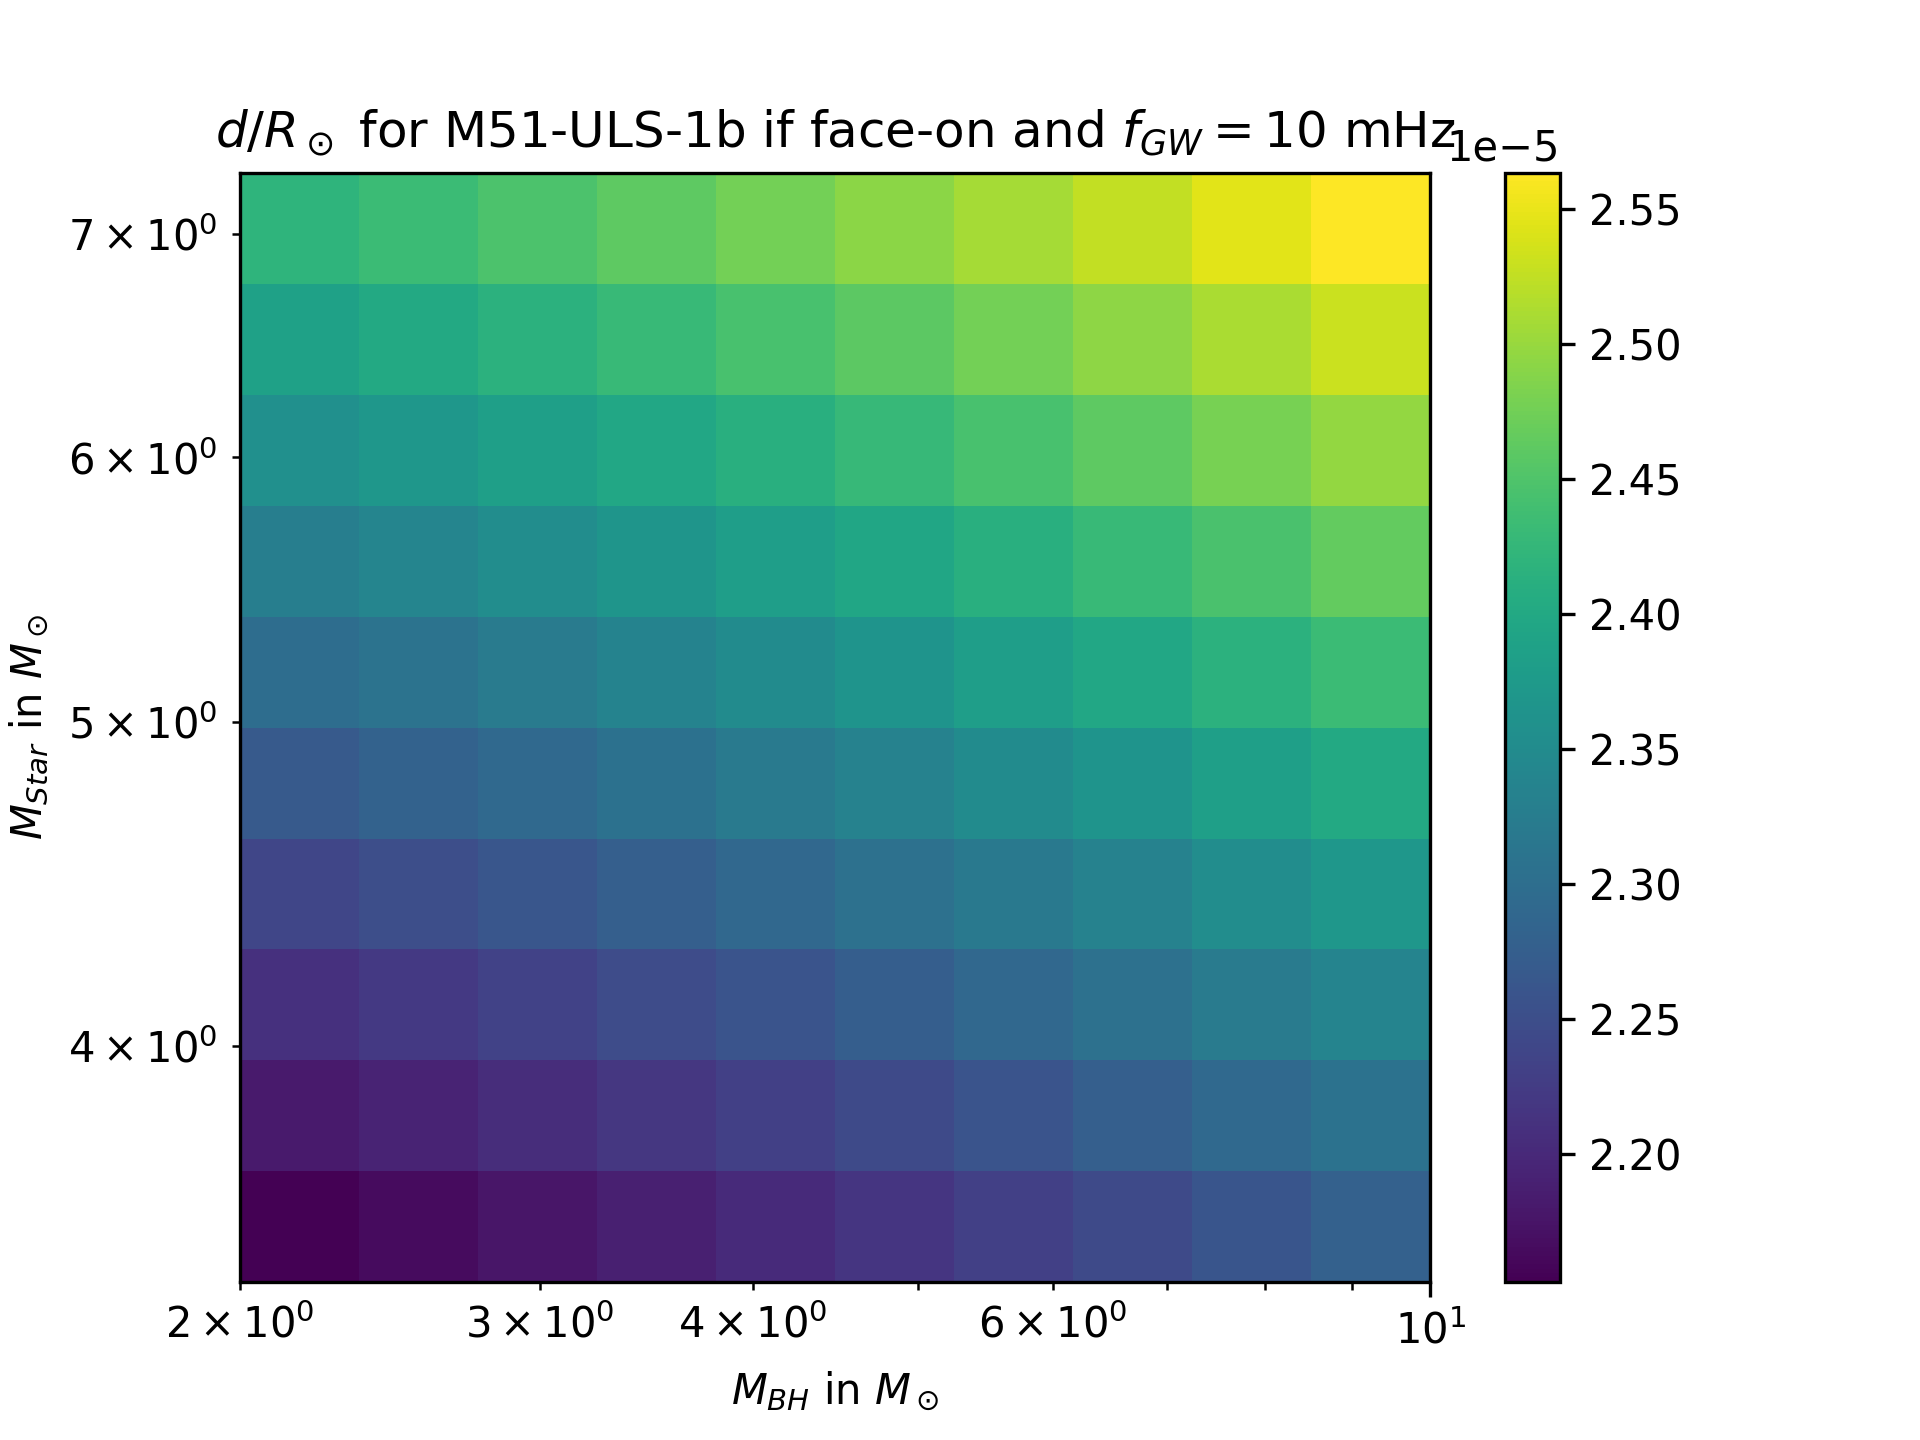 d/R⊙ for M51-ULS-1b if face-on and f_GW = 10 mHz
1e−5
7 × 10⁰
6 × 10⁰
5 × 10⁰
4 × 10⁰
M_Star in M⊙
2 × 10⁰
3 × 10⁰
4 × 10⁰
6 × 10⁰
10¹
M_BH in M⊙
2.55
2.50
2.45
2.40
2.35
2.30
2.25
2.20